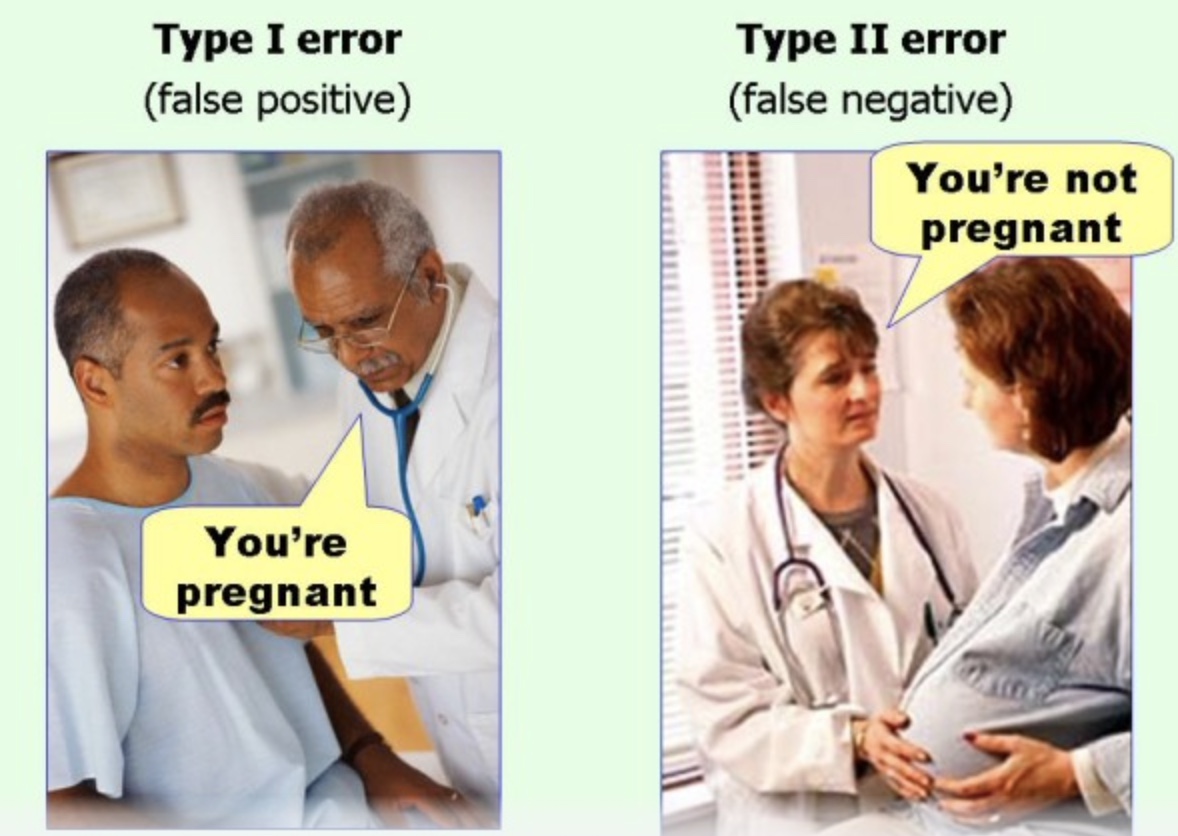 Type I error
(false positive)
You're
pregnant
Type II error
(false negative)
You're not
pregnant